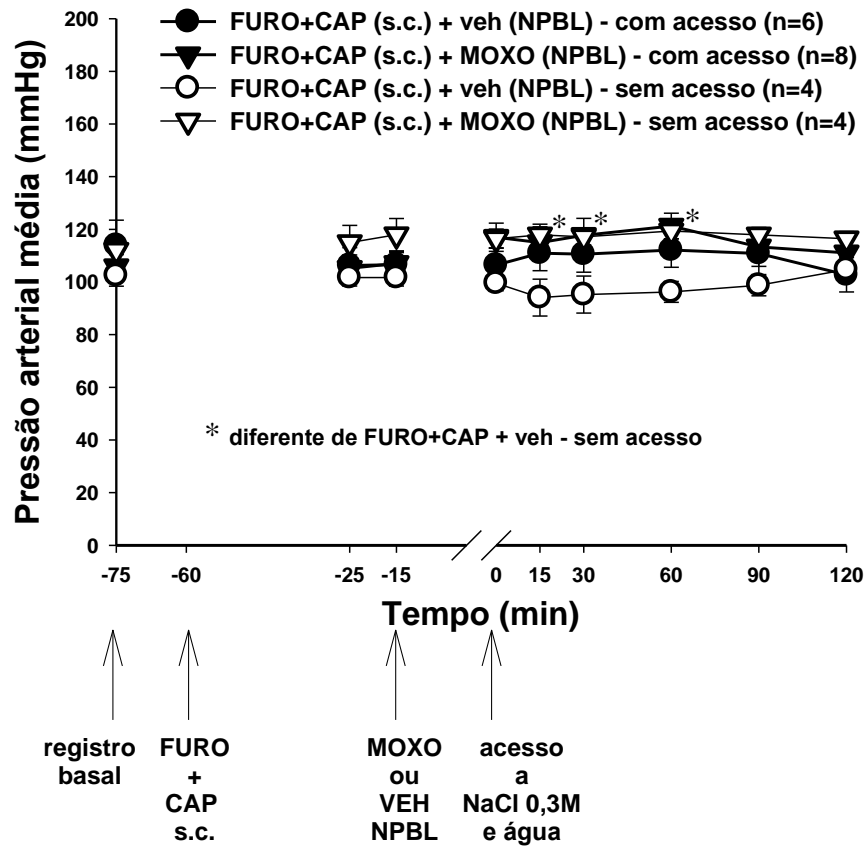 FURO+CAP (s.c.) + veh (NPBL) - com acesso (n=6)
FURO+CAP (s.c.) + MOXO (NPBL) - com acesso (n=8)
FURO+CAP (s.c.) + veh (NPBL) - sem acesso (n=4)
FURO+CAP (s.c.) + MOXO (NPBL) - sem acesso (n=4)
Pressão arterial média (mmHg)
200
180
160
140
120
100
80
60
40
20
0
* * *
* diferente de FURO+CAP + veh - sem acesso
-75 -60 -25 -15 0 15 30 60 90 120
Tempo (min)
registro
basal
FURO
+
CAP
s.c.
MOXO
ou
VEH
NPBL
acesso
a
NaCl 0,3M
e água